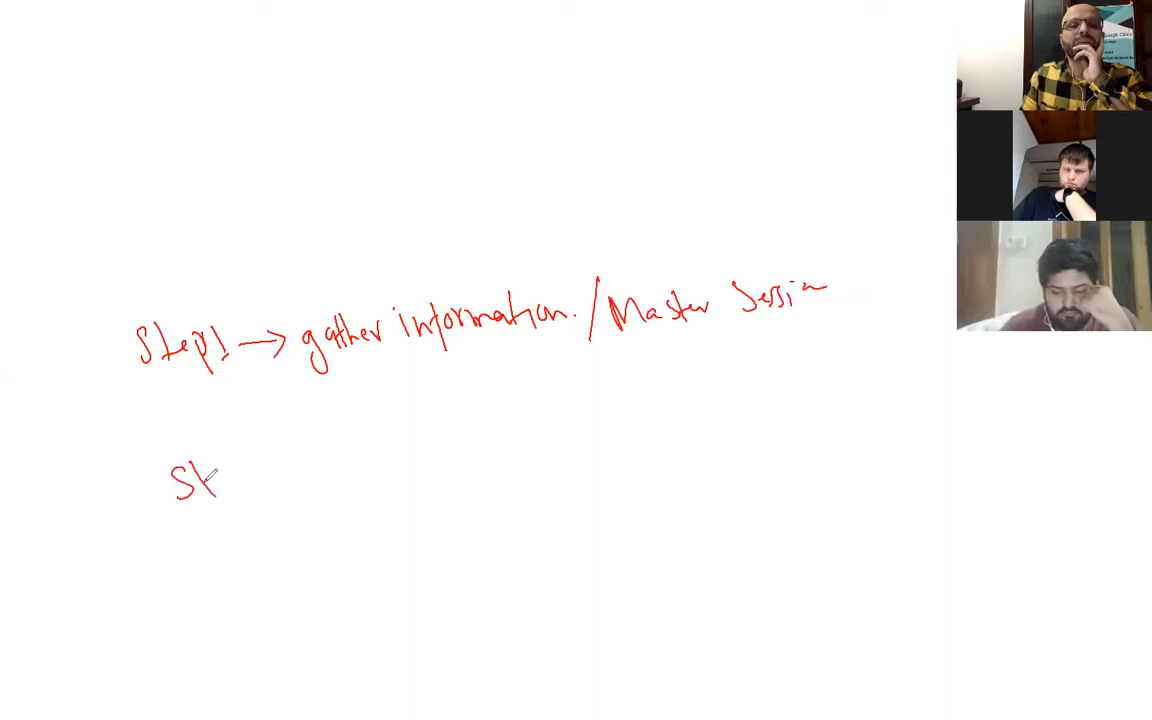 Step1 → gather information. / Master Session
St